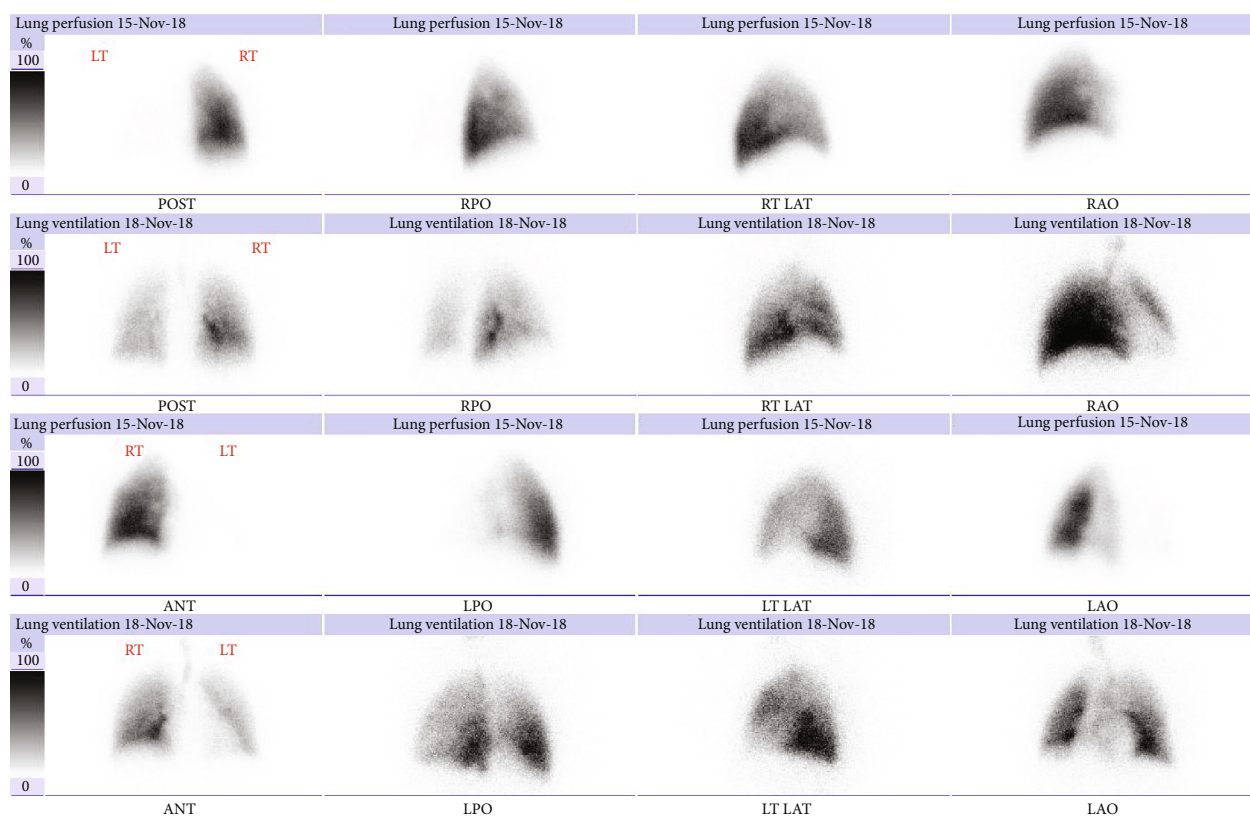 Lung perfusion 15-Nov-18 Lung perfusion 15-Nov-18 Lung perfusion 15-Nov-18 Lung perfusion 15-Nov-18
%
100
LT RT
0
POST RPO RT LAT RAO
Lung ventilation 18-Nov-18 Lung ventilation 18-Nov-18 Lung ventilation 18-Nov-18 Lung ventilation 18-Nov-18
%
100
LT RT
0
POST RPO RT LAT RAO
Lung perfusion 15-Nov-18 Lung perfusion 15-Nov-18 Lung perfusion 15-Nov-18 Lung perfusion 15-Nov-18
%
100
RT LT
0
ANT LPO LT LAT LAO
Lung ventilation 18-Nov-18 Lung ventilation 18-Nov-18 Lung ventilation 18-Nov-18 Lung ventilation 18-Nov-18
%
100
RT LT
0
ANT LPO LT LAT LAO